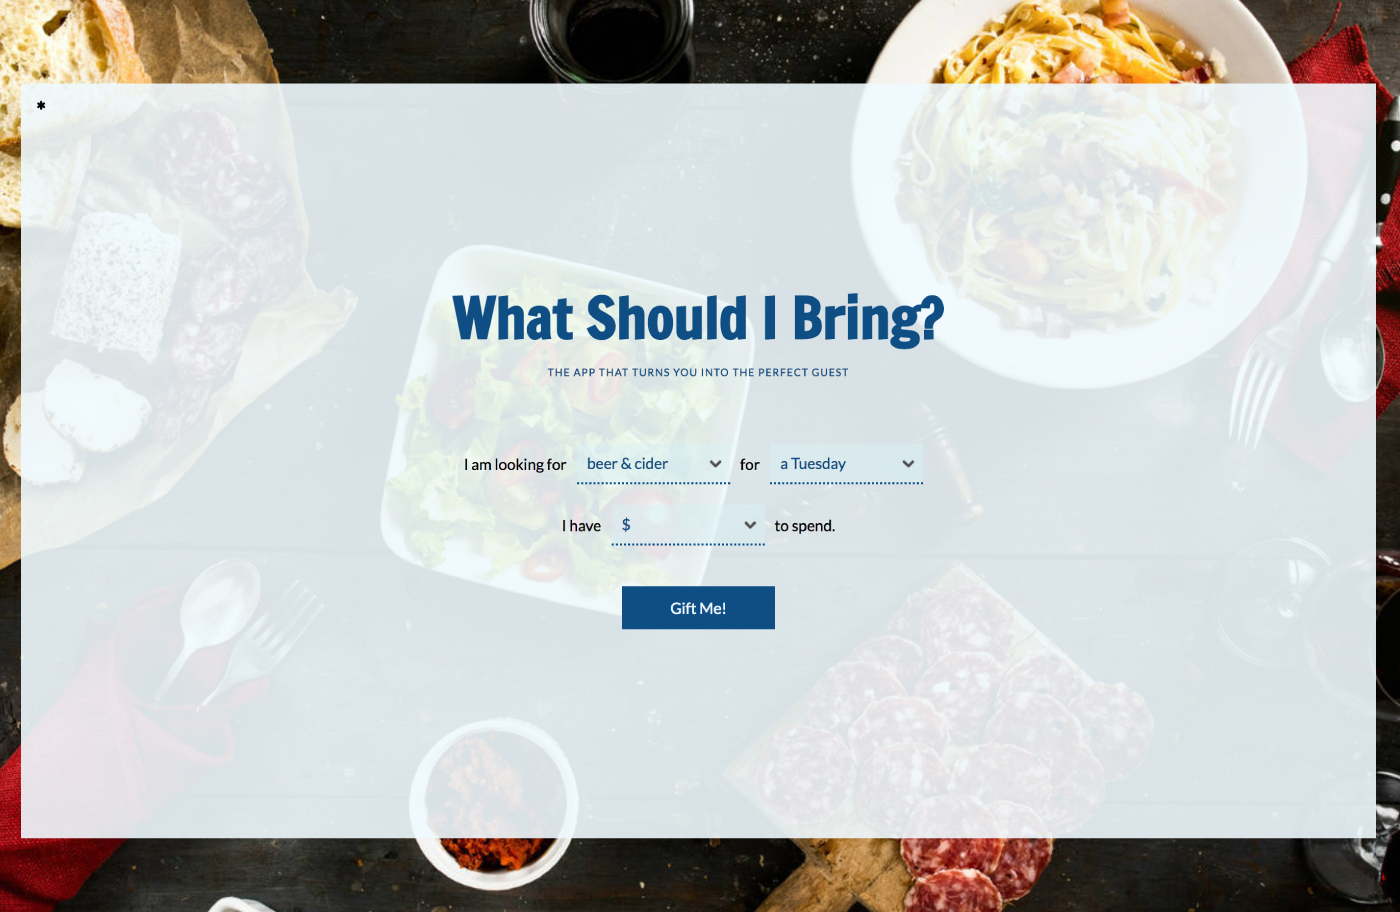 *
What Should I Bring?
THE APP THAT TURNS YOU INTO THE PERFECT GUEST
I am looking for beer & cider for a Tuesday
I have $ to spend.
Gift Me!